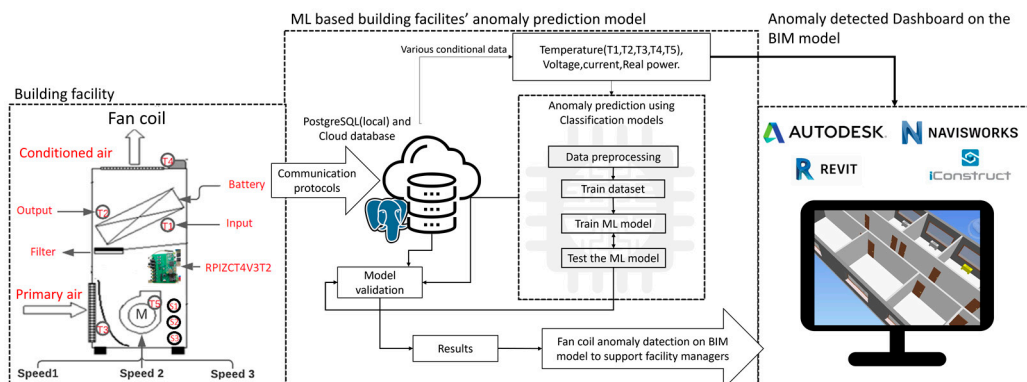 ML based building facilites' anomaly prediction model
Anomaly detected Dashboard on the
BIM model
Various conditional data
Temperature(T1,T2,T3,T4,T5),
Voltage,current,Real power.
Building facility
Fan coil
Conditioned air
T4
Battery
Output
T2
T1
Input
Filter
RPIZCT4V3T2
Primary air
T5
M
S1
S2
S3
T3
Speed1
Speed 2
Speed 3
Communication
protocols
PostgreSQL(local) and
Cloud database
Anomaly prediction using
Classification models
Data preprocessing
Train dataset
Train ML model
Test the ML model
Model
validation
Results
Fan coil anomaly datection on BIM
model to support facility managers
AUTODESK.
NAVISWORKS
R REVIT
iConstruct